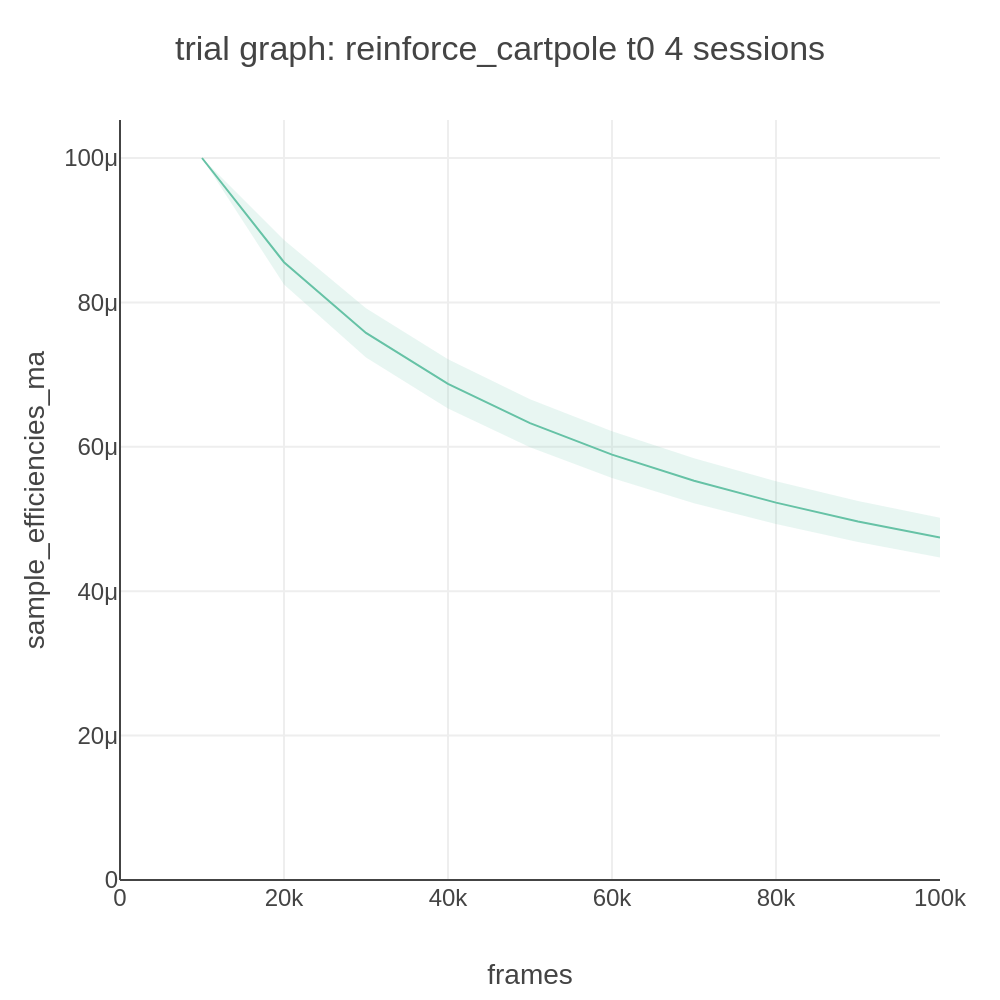 trial graph: reinforce_cartpole t0 4 sessions
100μ
80μ
60μ
40μ
20μ
0
sample_efficiencies_ma
0 20k 40k 60k 80k 100k
frames